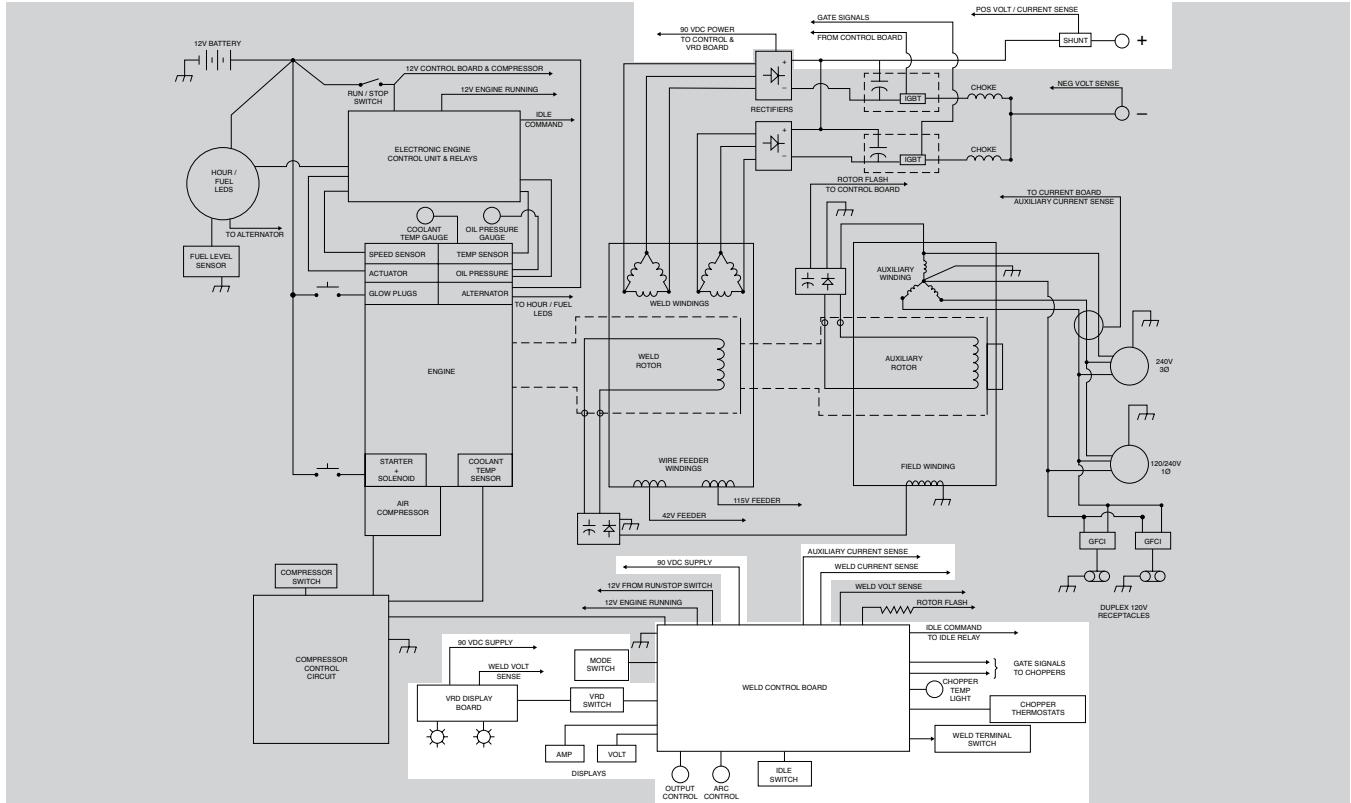 POS VOLT / CURRENT SENSE
GATE SIGNALS
90 VDC POWER
TO CONTROL &
VRD BOARD
FROM CONTROL BOARD
SHUNT
+
12V BATTERY
12V CONTROL BOARD & COMPRESSOR
RUN / STOP
SWITCH
12V ENGINE RUNNING
+
−
IGBT
CHOKE
NEG VOLT SENSE
−
RECTIFIERS
IDLE
COMMAND
ELECTRONIC ENGINE
CONTROL UNIT & RELAYS
+
−
IGBT
CHOKE
HOUR /
FUEL
LEDS
ROTOR FLASH
TO CONTROL BOARD
TO CURRENT BOARD
AUXILIARY CURRENT SENSE
TO ALTERNATOR
COOLANT
TEMP GAUGE
OIL PRESSURE
GAUGE
FUEL LEVEL
SENSOR
SPEED SENSOR
TEMP SENSOR
ACTUATOR
OIL PRESSURE
GLOW PLUGS
ALTERNATOR
TO HOUR / FUEL
LEDS
WELD WINDINGS
AUXILIARY
WINDING
ENGINE
WELD
ROTOR
AUXILIARY
ROTOR
240V
3Ø
STARTER
+
SOLENOID
COOLANT
TEMP
SENSOR
WIRE FEEDER
WINDINGS
FIELD WINDING
120/240V
1Ø
AIR
COMPRESSOR
115V FEEDER
42V FEEDER
GFCI
GFCI
DUPLEX 120V
RECEPTACLES
COMPRESSOR
SWITCH
COMPRESSOR
CONTROL
CIRCUIT
AUXILIARY CURRENT SENSE
90 VDC SUPPLY
WELD CURRENT SENSE
12V FROM RUN/STOP SWITCH
WELD VOLT SENSE
12V ENGINE RUNNING
ROTOR FLASH
IDLE COMMAND
TO IDLE RELAY
90 VDC SUPPLY
WELD VOLT
SENSE
MODE
SWITCH
GATE SIGNALS
TO CHOPPERS
WELD CONTROL BOARD
CHOPPER
TEMP
LIGHT
VRD DISPLAY
BOARD
VRD
SWITCH
CHOPPER
THERMOSTATS
WELD TERMINAL
SWITCH
AMP
VOLT
DISPLAYS
OUTPUT
CONTROL
ARC
CONTROL
IDLE
SWITCH